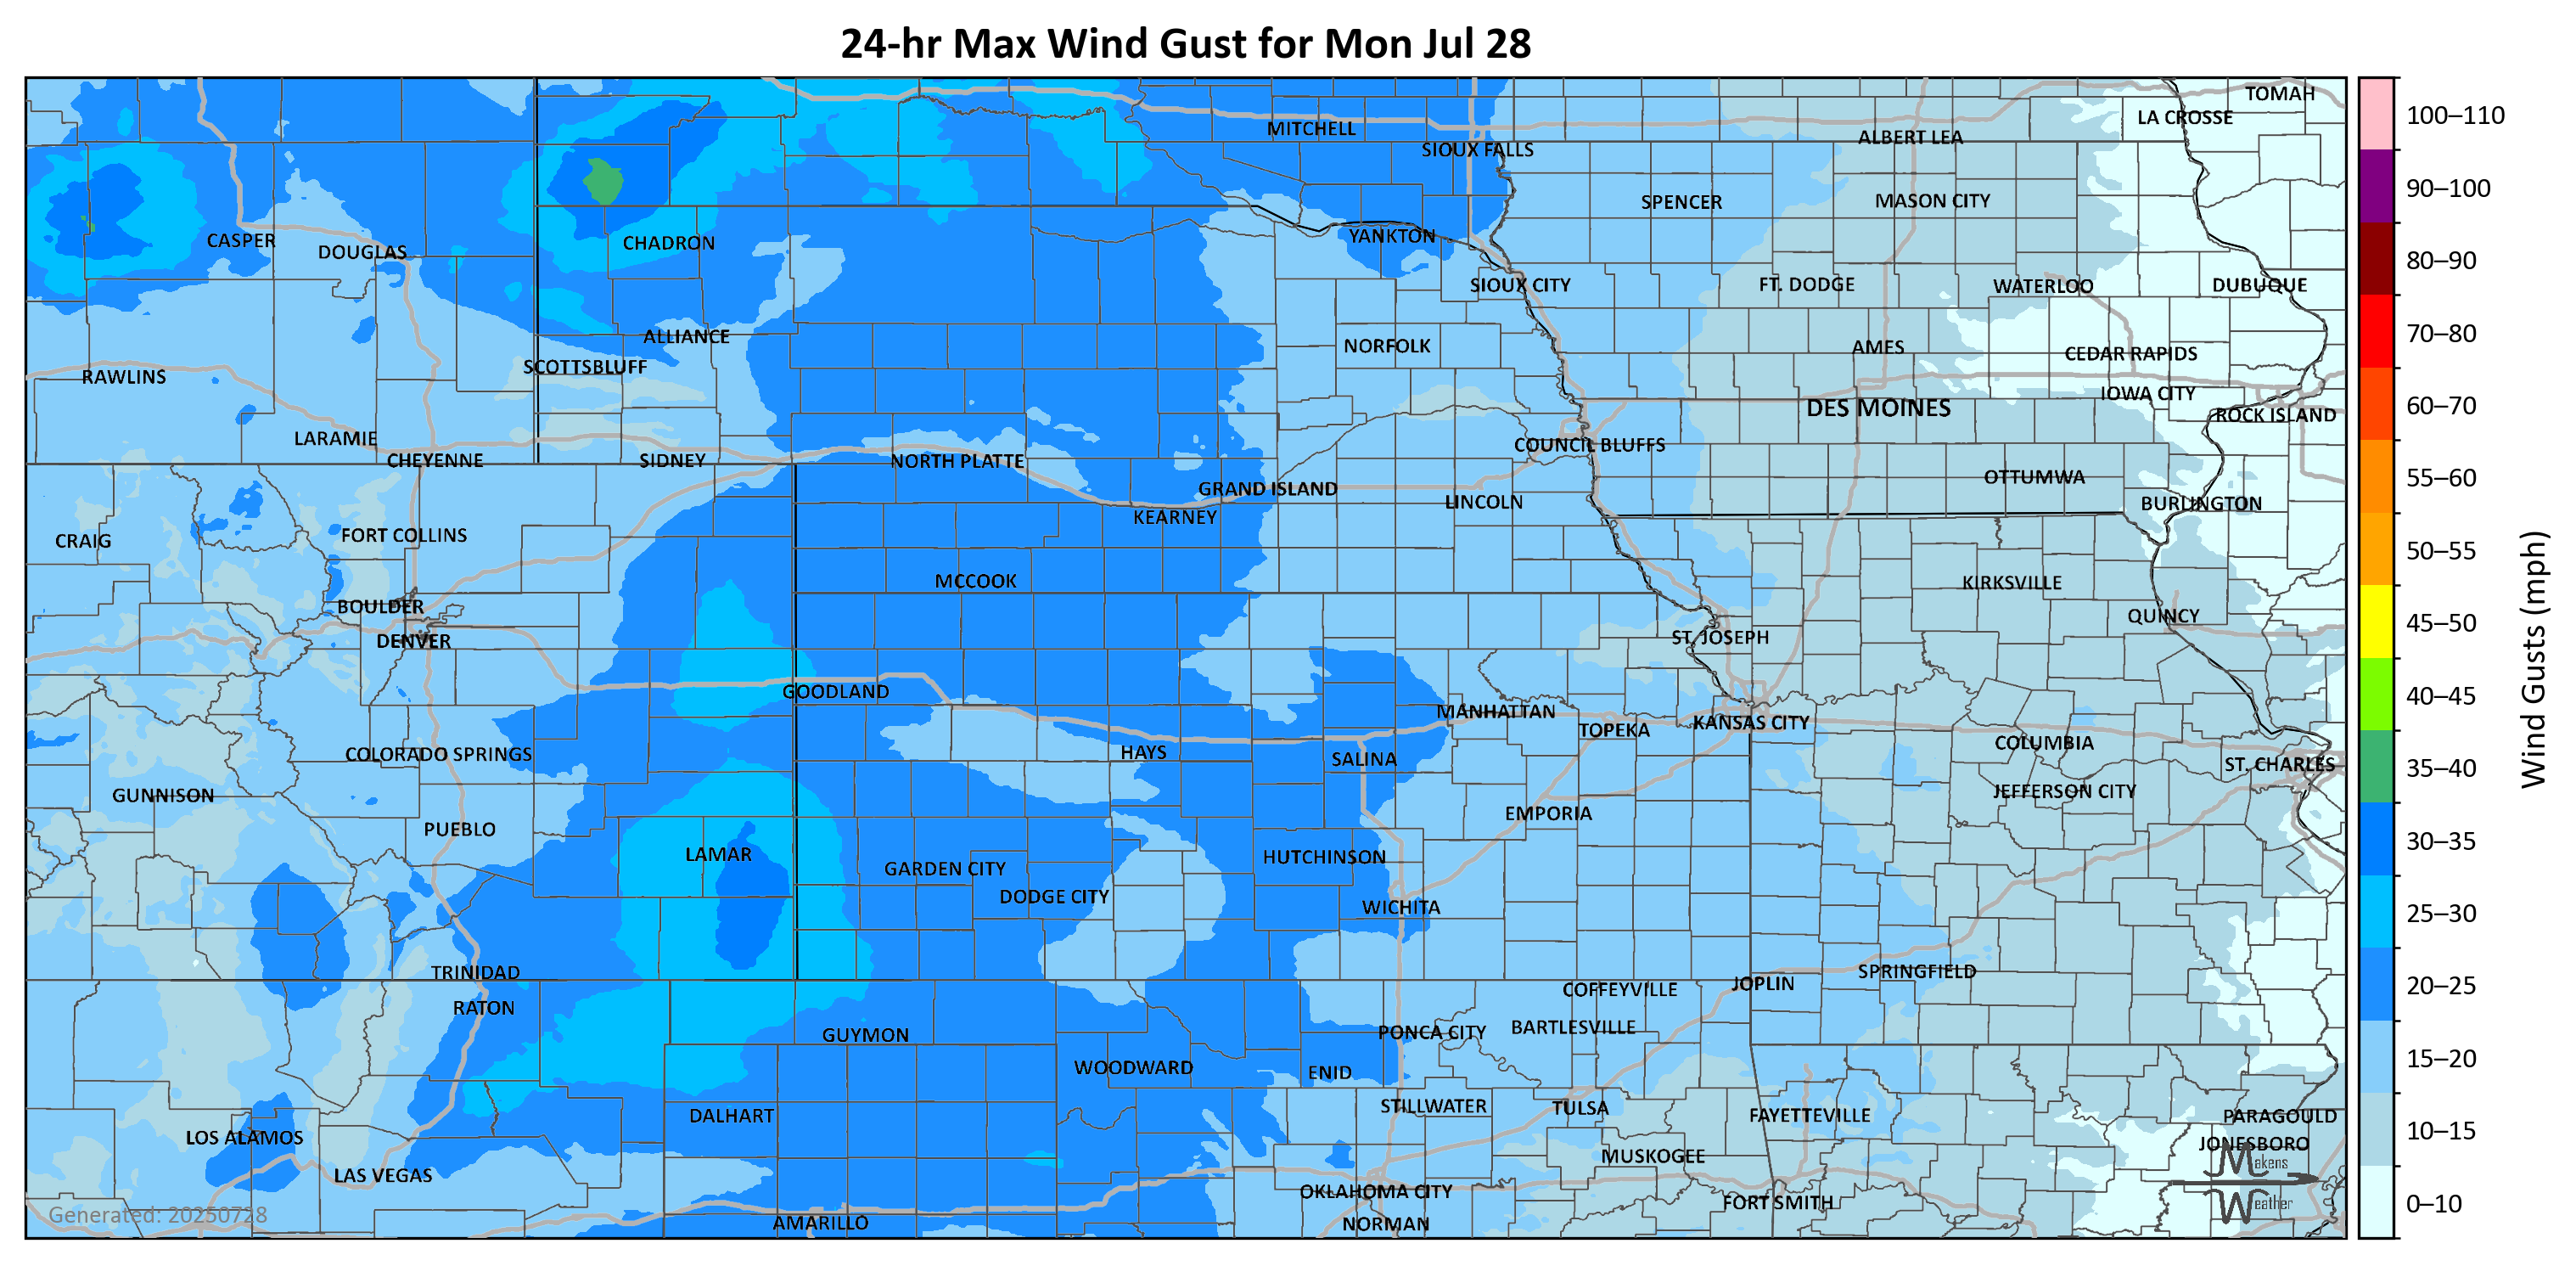 24-hr Max Wind Gust for Mon Jul 28
TOMAH
LA CROSSE
MITCHELL
ALBERT LEA
SIOUX FALLS
SPENCER
MASON CITY
CASPER
DOUGLAS
CHADRON
YANKTON
SIOUX CITY
FT. DODGE
WATERLOO
DUBUQUE
ALLIANCE
NORFOLK
AMES
CEDAR RAPIDS
SCOTTSBLUFF
RAWLINS
IOWA CITY
DES MOINES
ROCK ISLAND
LARAMIE
COUNCIL BLUFFS
CHEYENNE
SIDNEY
NORTH PLATTE
OTTUMWA
GRAND ISLAND
LINCOLN
BURLINGTON
KEARNEY
CRAIG
FORT COLLINS
MCCOOK
KIRKSVILLE
BOULDER
QUINCY
DENVER
ST. JOSEPH
GOODLAND
MANHATTAN
TOPEKA
KANSAS CITY
COLORADO SPRINGS
HAYS
SALINA
COLUMBIA
ST. CHARLES
GUNNISON
JEFFERSON CITY
EMPORIA
PUEBLO
LAMAR
GARDEN CITY
HUTCHINSON
DODGE CITY
WICHITA
TRINIDAD
SPRINGFIELD
JOPLIN
COFFEYVILLE
RATON
GUYMON
PONCA CITY
BARTLESVILLE
WOODWARD
ENID
STILLWATER
TULSA
DALHART
FAYETTEVILLE
PARAGOULD
LOS ALAMOS
JONESBORO
MUSKOGEE
LAS VEGAS
OKLAHOMA CITY
FORT SMITH
AMARILLO
NORMAN
Generated: 20250728
Makens
Weather
100–110
90–100
80–90
70–80
60–70
55–60
50–55
45–50
40–45
35–40
30–35
25–30
20–25
15–20
10–15
0–10
Wind Gusts (mph)